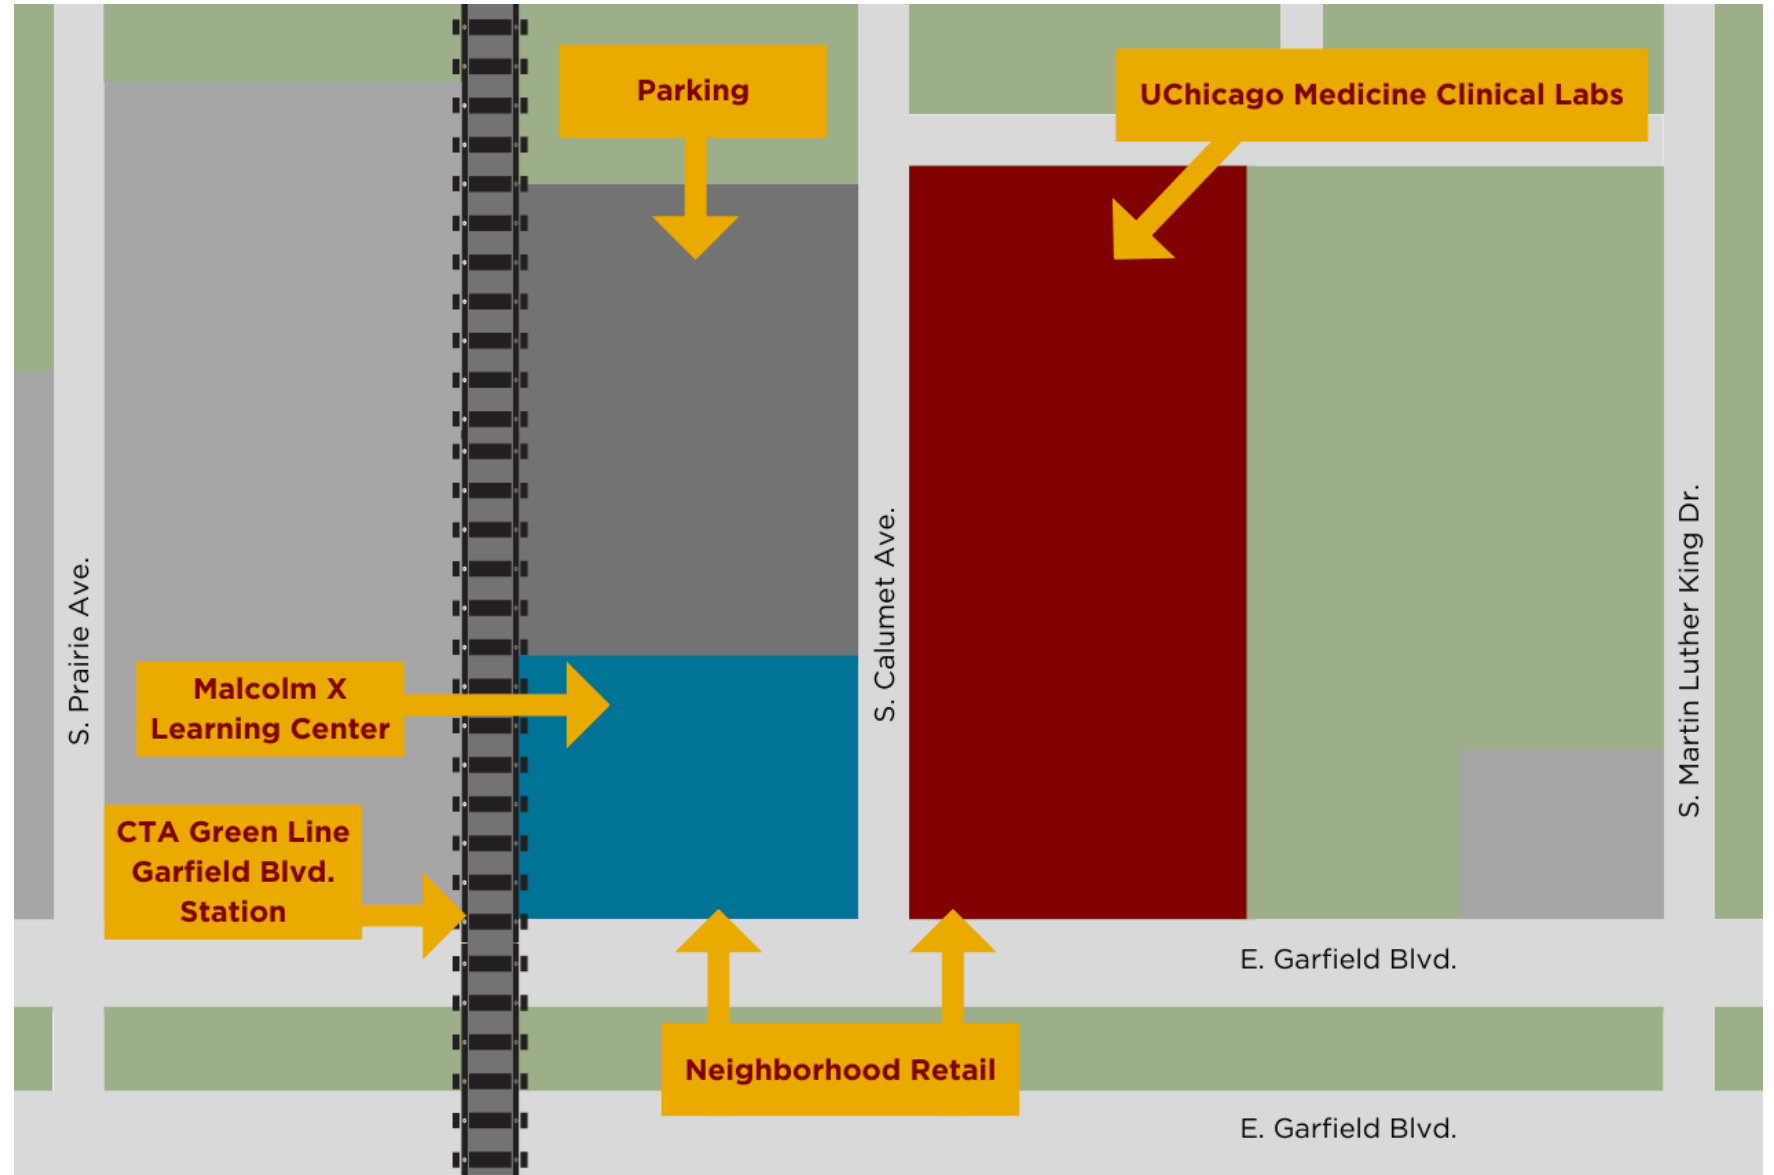 Parking
UChicago Medicine Clinical Labs
S. Prairie Ave.
S. Calumet Ave.
S. Martin Luther King Dr.
Malcolm X
Learning Center
CTA Green Line
Garfield Blvd.
Station
E. Garfield Blvd.
Neighborhood Retail
E. Garfield Blvd.